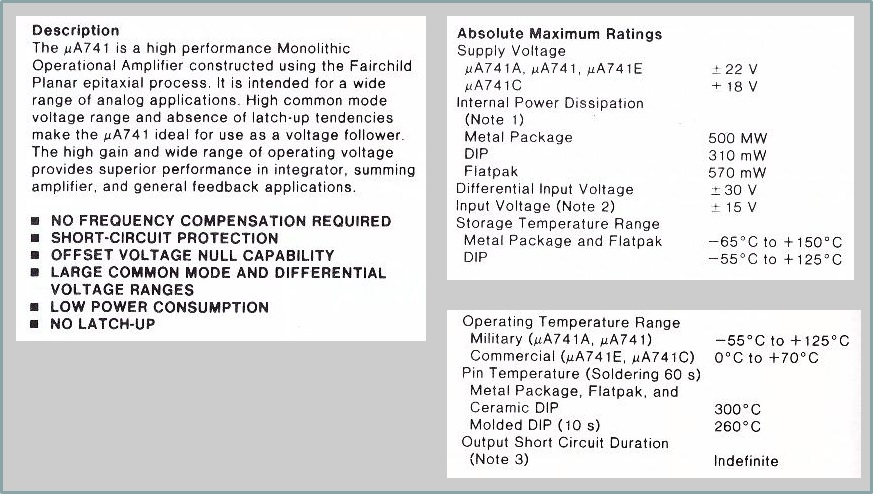 Description
The μA741 is a high performance Monolithic
Operational Amplifier constructed using the Fairchild
Planar epitaxial process. It is intended for a wide
range of analog applications. High common mode
voltage range and absence of latch-up tendencies
make the μA741 ideal for use as a voltage follower.
The high gain and wide range of operating voltage
provides superior performance in integrator, summing
amplifier, and general feedback applications.
■ NO FREQUENCY COMPENSATION REQUIRED
■ SHORT-CIRCUIT PROTECTION
■ OFFSET VOLTAGE NULL CAPABILITY
■ LARGE COMMON MODE AND DIFFERENTIAL
VOLTAGE RANGES
■ LOW POWER CONSUMPTION
■ NO LATCH-UP
Absolute Maximum Ratings
Supply Voltage
μA741A, μA741, μA741E ±22 V
μA741C +18 V
Internal Power Dissipation
(Note 1)
Metal Package 500 MW
DIP 310 mW
Flatpak 570 mW
Differential Input Voltage ±30 V
Input Voltage (Note 2) ±15 V
Storage Temperature Range
Metal Package and Flatpak −65°C to +150°C
DIP −55°C to +125°C
Operating Temperature Range
Military (μA741A, μA741) −55°C to +125°C
Commercial (μA741E, μA741C) 0°C to +70°C
Pin Temperature (Soldering 60 s)
Metal Package, Flatpak, and
Ceramic DIP 300°C
Molded DIP (10 s) 260°C
Output Short Circuit Duration
(Note 3) Indefinite